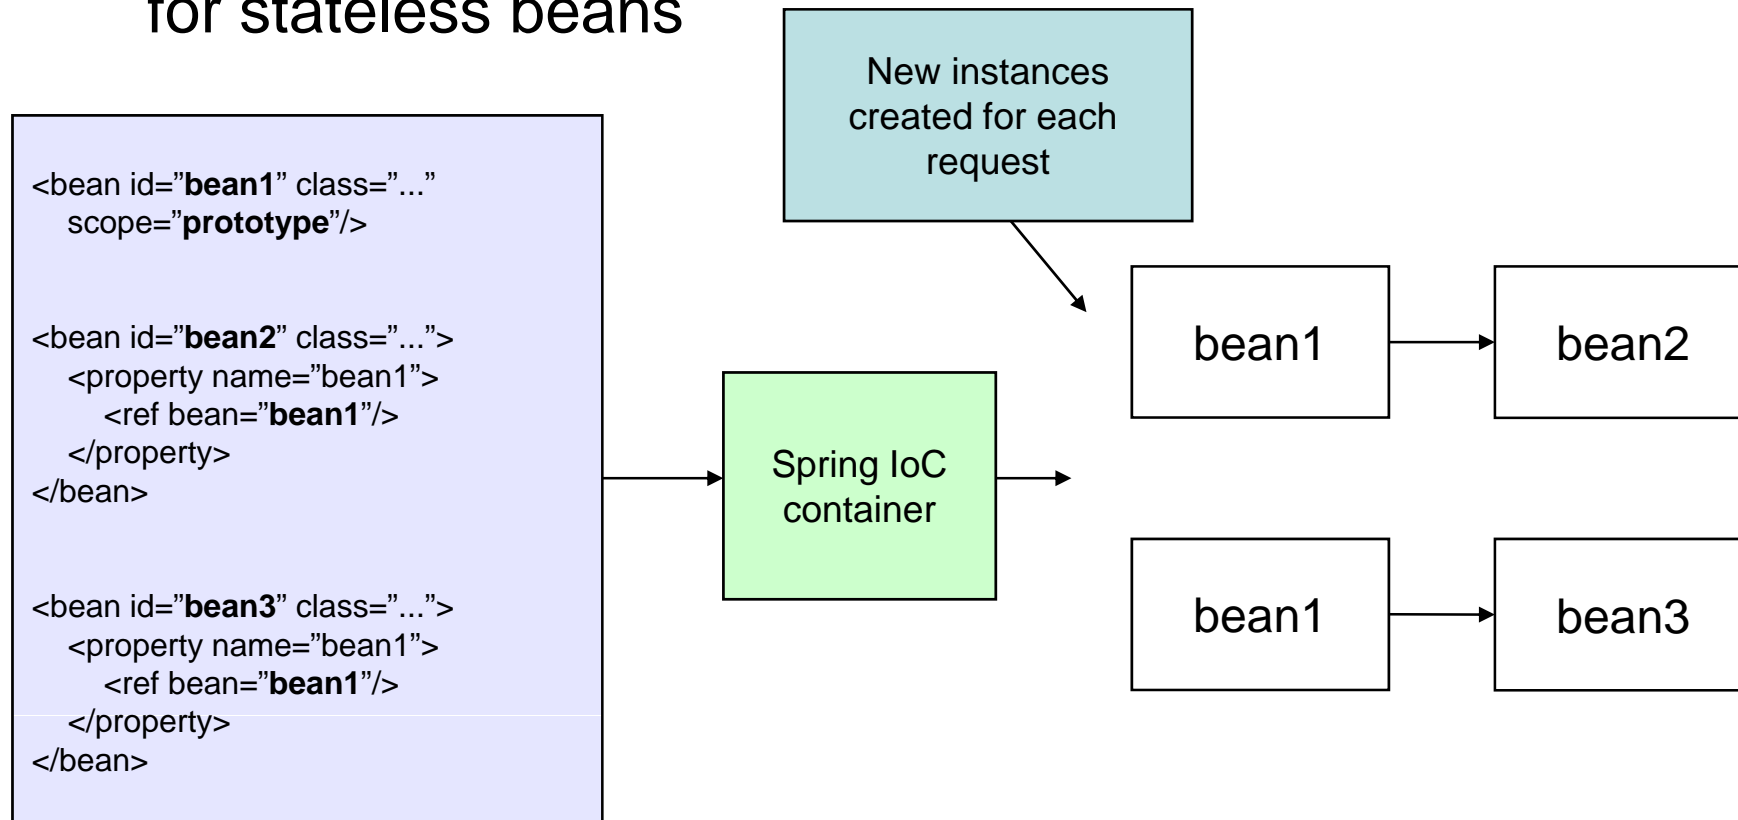 for stateless beans
New instances
created for each
request
<bean id=”bean1” class=”...”
scope=”prototype”/>
<bean id=”bean2” class=”...”>
<property name=”bean1”>
<ref bean=”bean1”/>
</property>
</bean>
<bean id=”bean3” class=”...”>
<property name=”bean1”>
<ref bean=”bean1”/>
</property>
</bean>
Spring IoC
container
bean1
bean2
bean1
bean3